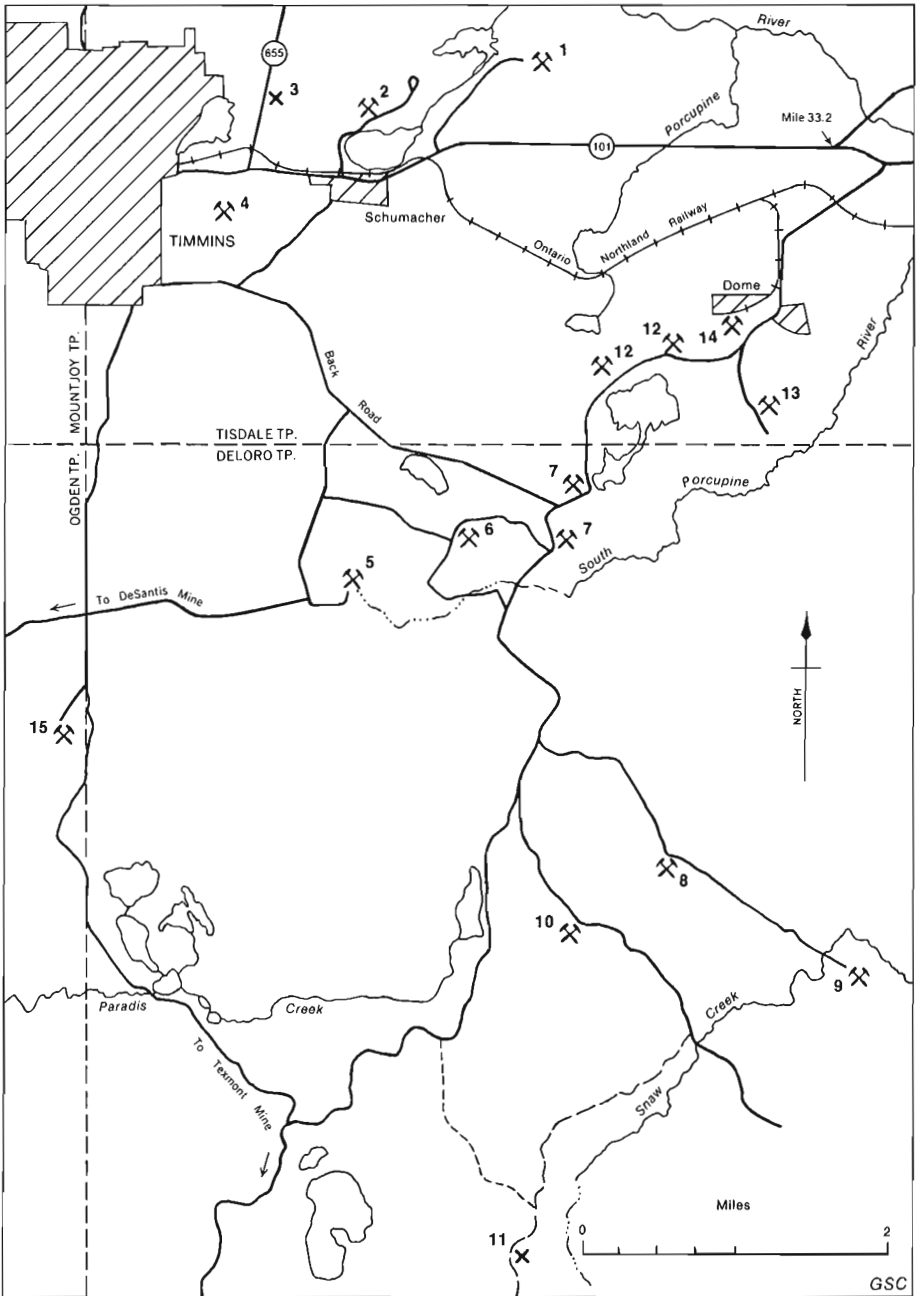 River
655
1
2
3
Porcupine
Mile 33.2
101
4
Schumacher
TIMMINS
Ontario Northland Railway
Dome
14
12
12
River
Back Road
13
MOUNTJOY TP.
OGDEN TP.
TISDALE TP.
DELORO TP.
7
Porcupine
6
7
South
5
To DeSantis Mine
NORTH
15
8
10
9
Paradis Creek
Creek
Snaw
To Texmont Mine
Miles
0 2
11
GSC